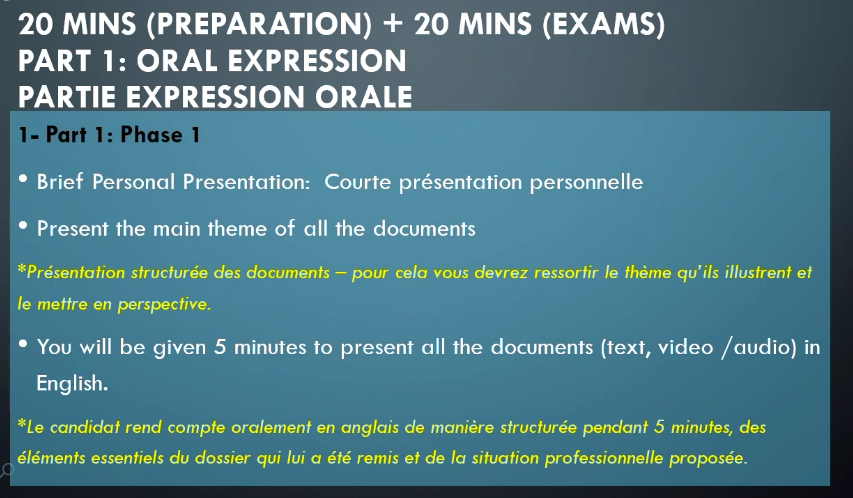 20 MINS (PREPARATION) + 20 MINS (EXAMS)
PART 1: ORAL EXPRESSION
PARTIE EXPRESSION ORALE
1- Part 1: Phase 1
• Brief Personal Presentation:  Courte présentation personnelle
• Present the main theme of all the documents
*Présentation structurée des documents – pour cela vous devrez ressortir le thème qu'ils illustrent et
le mettre en perspective.
• You will be given 5 minutes to present all the documents (text, video /audio) in
English.
*Le candidat rend compte oralement en anglais de manière structurée pendant 5 minutes, des
éléments essentiels du dossier qui lui a été remis et de la situation professionnelle proposée.